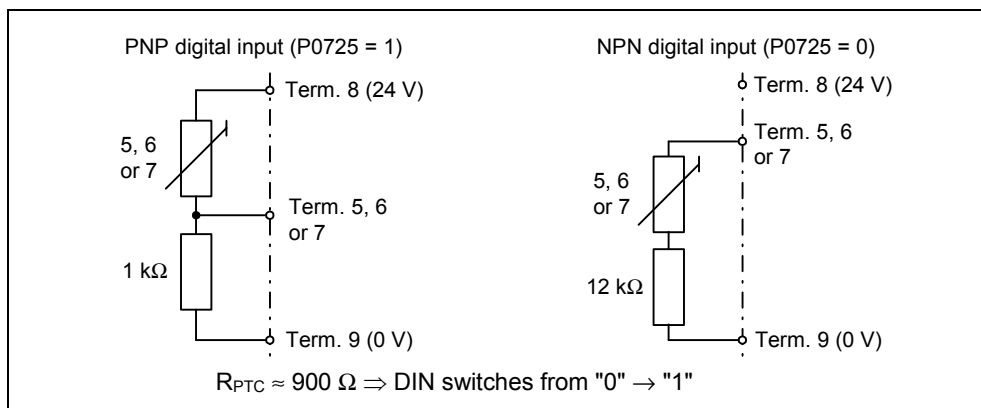 PNP digital input (P0725 = 1)
Term. 8 (24 V)
5, 6
or 7
Term. 5, 6
or 7
1 kΩ
Term. 9 (0 V)
NPN digital input (P0725 = 0)
Term. 8 (24 V)
Term. 5, 6
or 7
5, 6
or 7
12 kΩ
Term. 9 (0 V)
RPTC ≈ 900 Ω ⇒ DIN switches from "0" → "1"